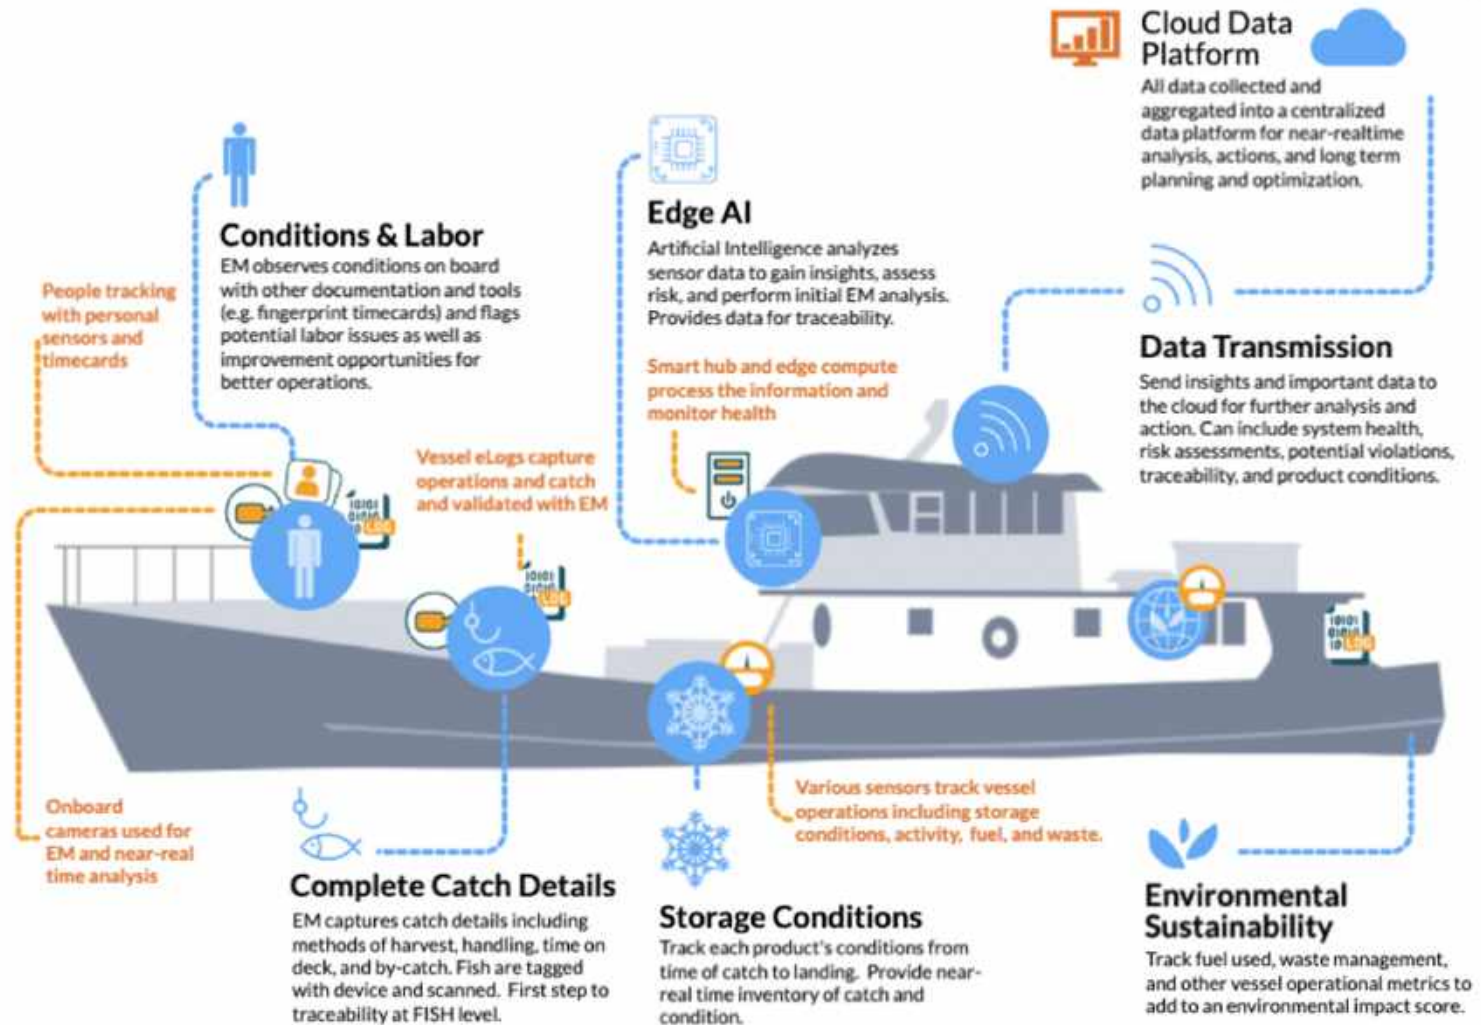 Cloud Data
Platform
All data collected and
aggregated into a centralized
data platform for near-realtime
analysis, actions, and long term
planning and optimization.
Conditions & Labor
EM observes conditions on board
with other documentation and tools
(e.g. fingerprint timecards) and flags
potential labor issues as well as
improvement opportunities for
better operations.
People tracking
with personal
sensors and
timecards
Edge AI
Artificial Intelligence analyzes
sensor data to gain insights, assess
risk, and perform initial EM analysis.
Provides data for traceability.
Smart hub and edge compute
process the information and
monitor health
Data Transmission
Send insights and important data to
the cloud for further analysis and
action. Can include system health,
risk assessments, potential violations,
traceability, and product conditions.
Vessel eLogs capture
operations and catch
and validated with EM
10101
01010
LOG
10101
01010
LOG
10101
01010
10
LOG
Onboard
cameras used for
EM and near-real
time analysis
Various sensors track vessel
operations including storage
conditions, activity, fuel, and waste.
Complete Catch Details
EM captures catch details including
methods of harvest, handling, time on
deck, and by-catch. Fish are tagged
with device and scanned. First step to
traceability at FISH level.
Storage Conditions
Track each product's conditions from
time of catch to landing. Provide near-
real time inventory of catch and
condition.
Environmental
Sustainability
Track fuel used, waste management,
and other vessel operational metrics to
add to an environmental impact score.